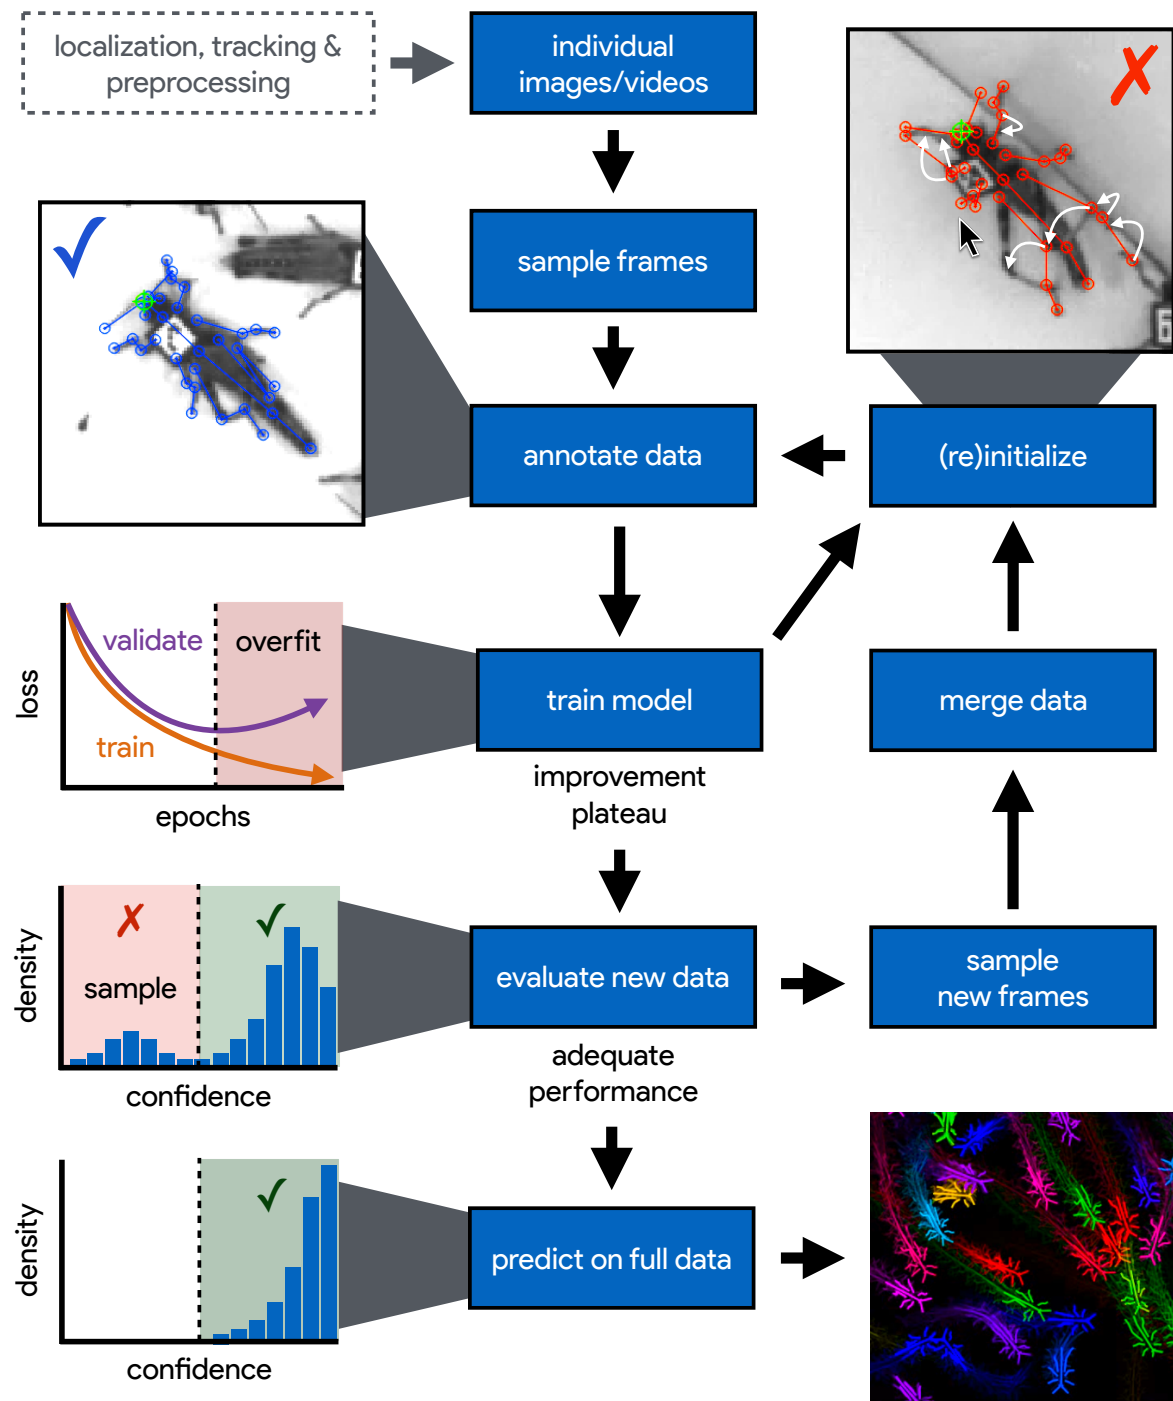 localization, tracking &
preprocessing
individual
images/videos
sample frames
annotate data
(re)initialize
validate
overfit
train
loss
epochs
train model
improvement
plateau
merge data
sample
density
confidence
evaluate new data
adequate
performance
sample
new frames
density
confidence
predict on full data